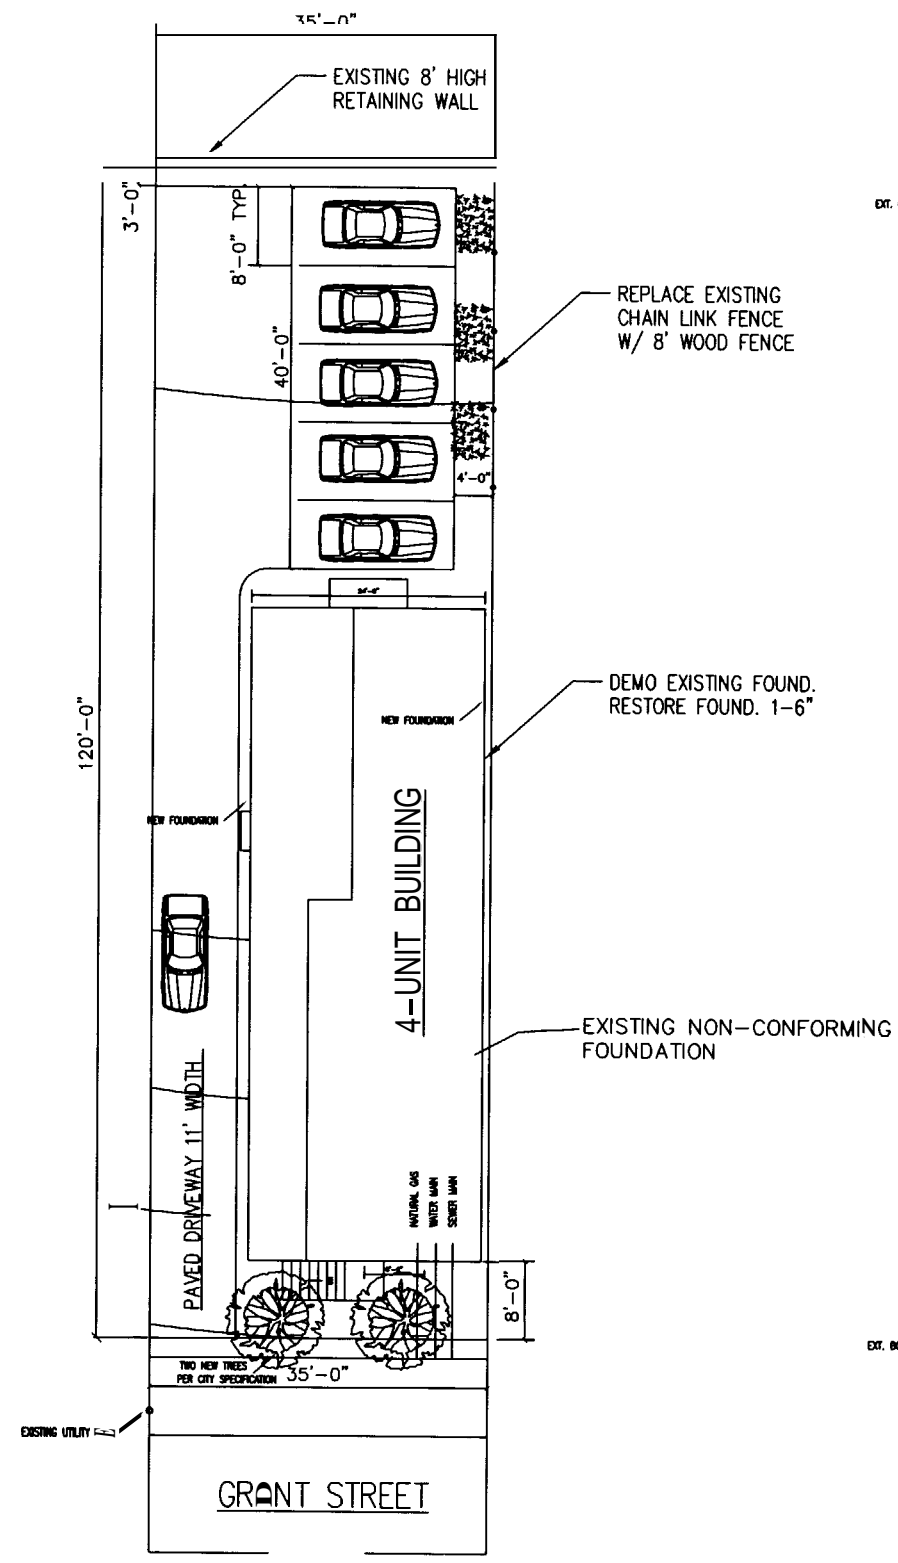 35'-0"
EXISTING 8' HIGH
RETAINING WALL
3'-0"
8'-0" TYP.
EXT.
REPLACE EXISTING
CHAIN LINK FENCE
W/ 8' WOOD FENCE
40'-0"
4'-0"
DEMO EXISTING FOUND.
RESTORE FOUND. 1-6"
NEW FOUNDATION
120'-0"
NEW FOUNDATION
4-UNIT BUILDING
EXISTING NON-CONFORMING
FOUNDATION
PAVED DRIVEWAY 11' WIDTH
NATURAL GAS
WATER MAIN
SEWER MAIN
8'-0"
TWO NEW TREES
PER CITY SPECIFICATION
35'-0"
EXT.
EXISTING UTILITY
GRANT STREET